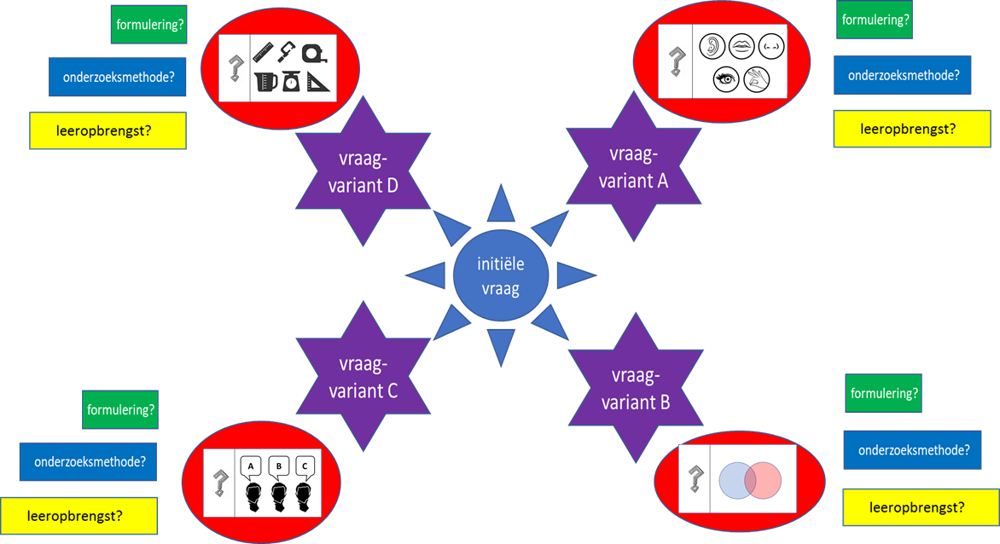 formulering?
onderzoeksmethode?
leeropbrengst?
?
vraag-
variant D
formulering?
onderzoeksmethode?
leeropbrengst?
?
vraag-
variant A
initiële
vraag
vraag-
variant C
formulering?
onderzoeksmethode?
leeropbrengst?
?
A B C
vraag-
variant B
formulering?
onderzoeksmethode?
leeropbrengst?
?